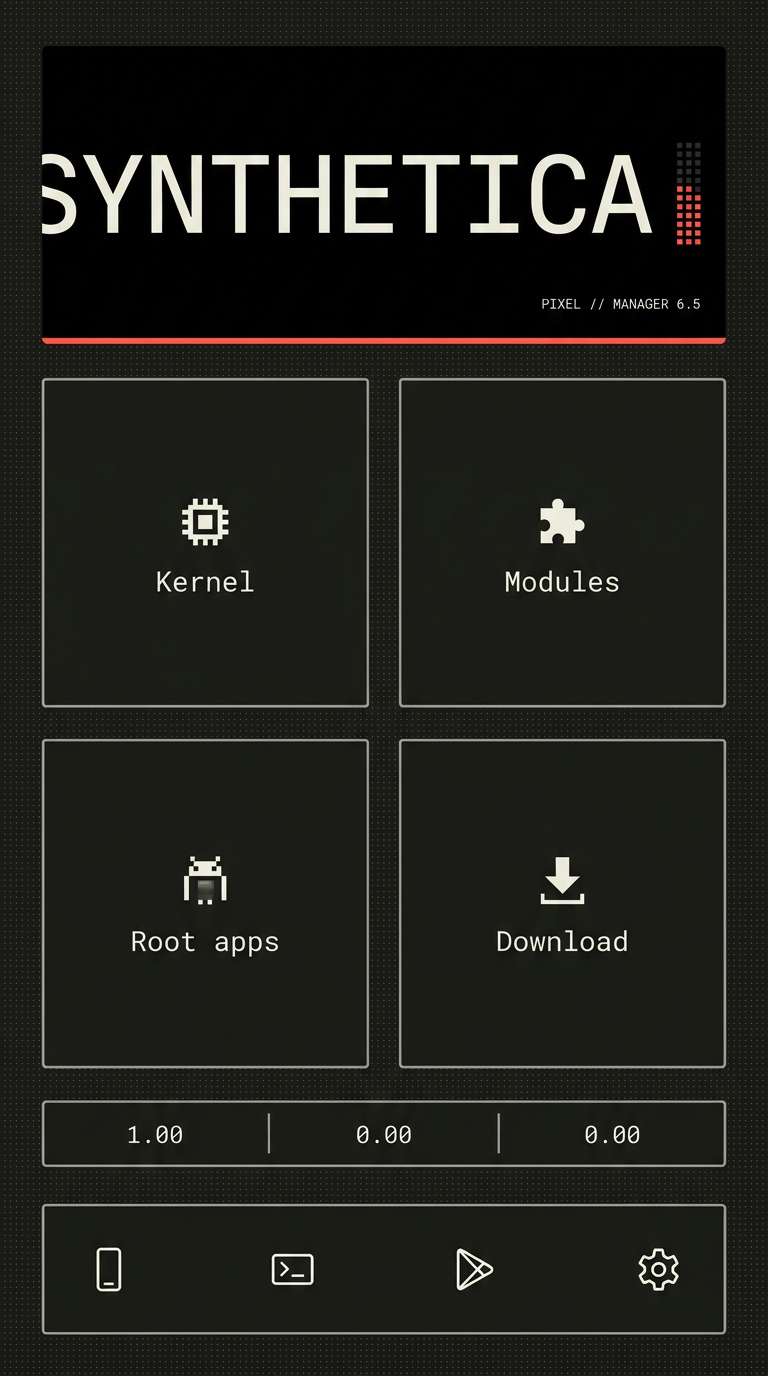 SYNTHETICA
PIXEL // MANAGER 6.5
Kernel
Modules
Root apps
Download
1.00
0.00
0.00